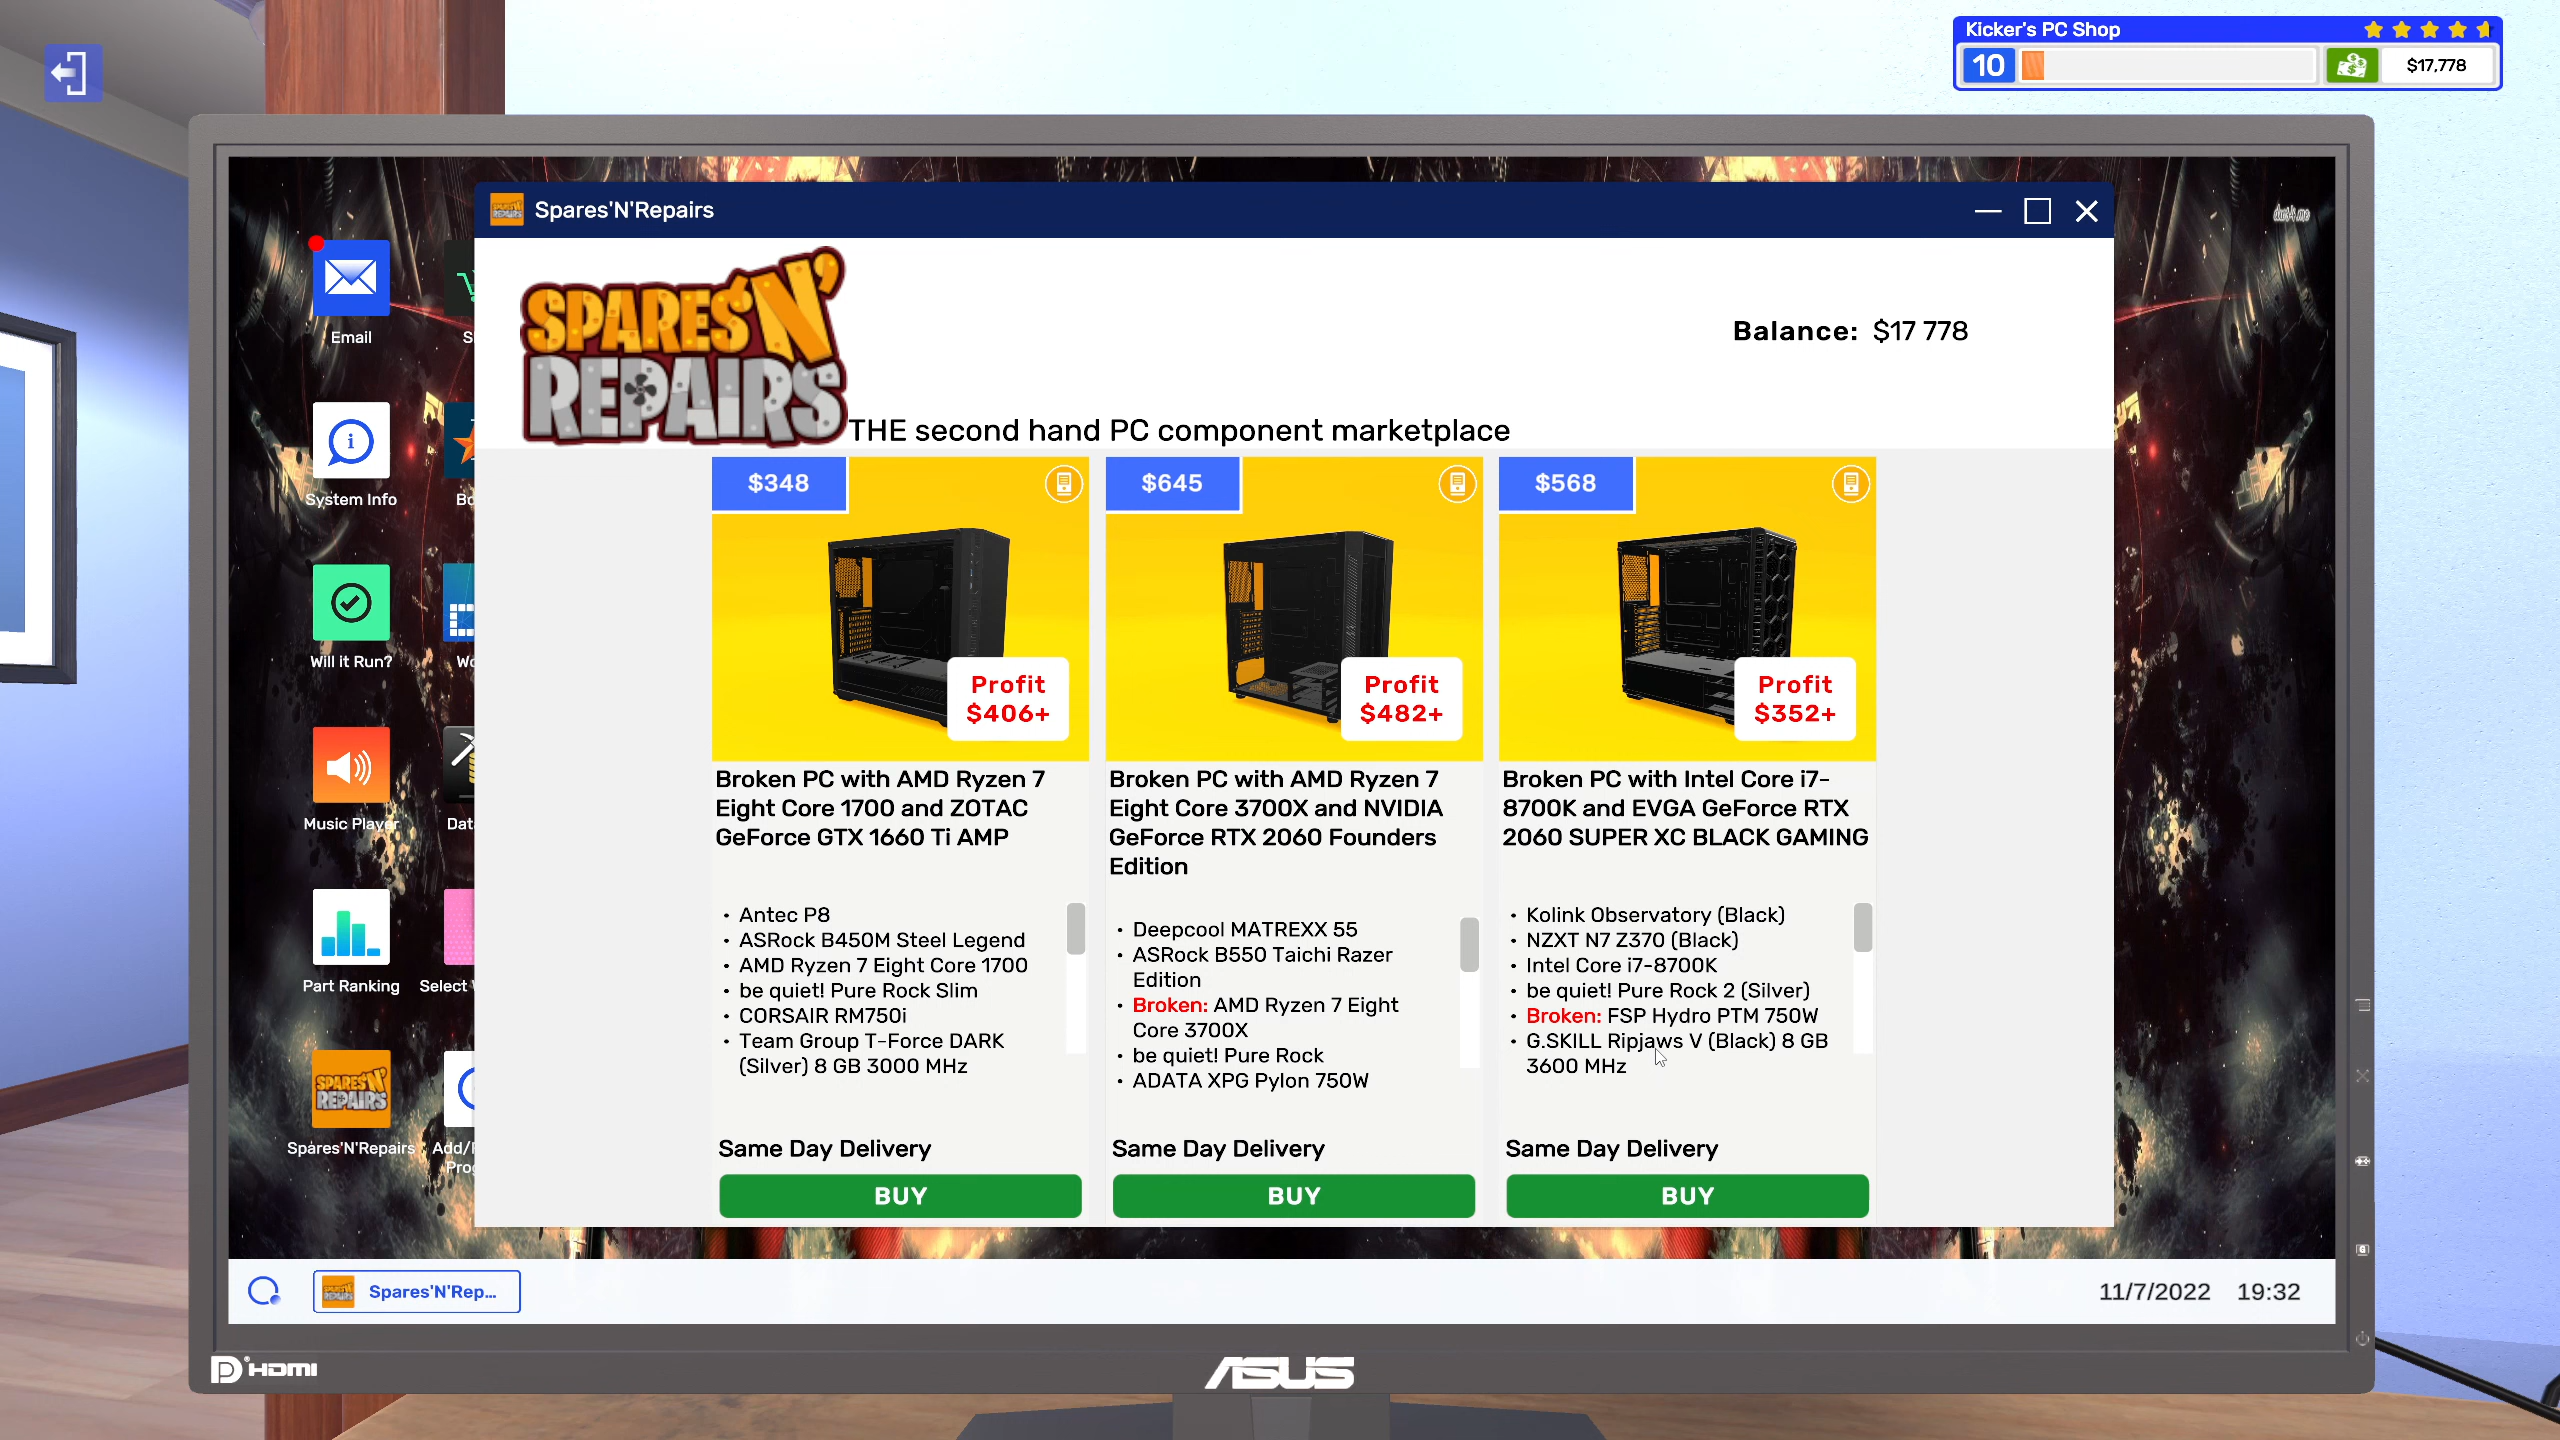 Kicker's PC Shop
10
$17,778
Spares'N'Repairs
SPARES N'
REPAIRS
Balance: $17 778
THE second hand PC component marketplace
Email
System Info
Will it Run?
Music Player
Part Ranking
Select
Spares'N'Repairs
Add/
Prog
$348
Profit
$406+
Broken PC with AMD Ryzen 7
Eight Core 1700 and ZOTAC
GeForce GTX 1660 Ti AMP
• Antec P8
• ASRock B450M Steel Legend
• AMD Ryzen 7 Eight Core 1700
• be quiet! Pure Rock Slim
• CORSAIR RM750i
• Team Group T-Force DARK
(Silver) 8 GB 3000 MHz
Same Day Delivery
BUY
$645
Profit
$482+
Broken PC with AMD Ryzen 7
Eight Core 3700X and NVIDIA
GeForce RTX 2060 Founders
Edition
• Deepcool MATREXX 55
• ASRock B550 Taichi Razer
Edition
• Broken: AMD Ryzen 7 Eight
Core 3700X
• be quiet! Pure Rock
• ADATA XPG Pylon 750W
Same Day Delivery
BUY
$568
Profit
$352+
Broken PC with Intel Core i7-
8700K and EVGA GeForce RTX
2060 SUPER XC BLACK GAMING
• Kolink Observatory (Black)
• NZXT N7 Z370 (Black)
• Intel Core i7-8700K
• be quiet! Pure Rock 2 (Silver)
• Broken: FSP Hydro PTM 750W
• G.SKILL Ripjaws V (Black) 8 GB
3600 MHz
Same Day Delivery
BUY
Spares'N'Rep...
11/7/2022 19:32
HDMI
ASUS